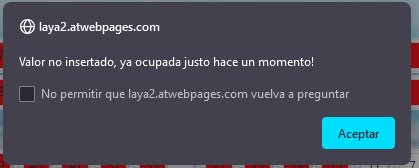 laya2.atwebpages.com
Valor no insertado, ya ocupada justo hace un momento!
No permitir que laya2.atwebpages.com vuelva a preguntar
Aceptar